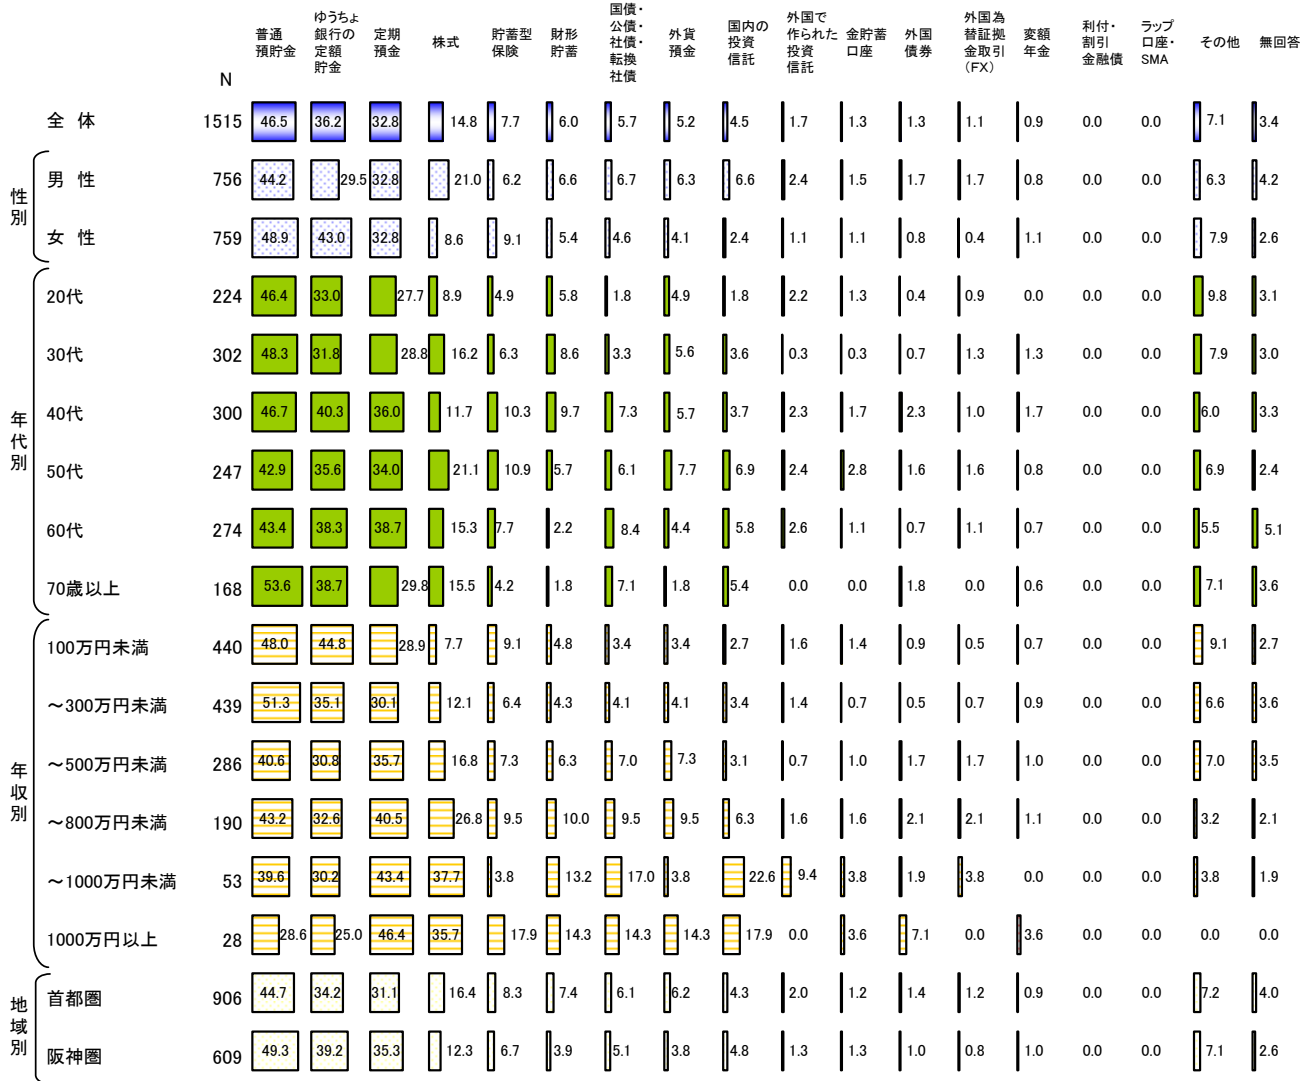 普通預貯金
ゆうちょ銀行の定額貯金
定期預金
株式
貯蓄型保険
財形貯蓄
国債・公債・社債・転換社債
外貨預金
国内の投資信託
外国で作られた投資信託
金貯蓄口座
外国債券
外国為替証拠金取引(FX)
変額年金
利付・割引金融債
ラップ口座・SMA
その他
無回答
N
全 体 1515 46.5 36.2 32.8 14.8 7.7 6.0 5.7 5.2 4.5 1.7 1.3 1.3 1.1 0.9 0.0 0.0 7.1 3.4
性別
男 性 756 44.2 29.5 32.8 21.0 6.2 6.6 6.7 6.3 6.6 2.4 1.5 1.7 1.7 0.8 0.0 0.0 6.3 4.2
女 性 759 48.9 43.0 32.8 8.6 9.1 5.4 4.6 4.1 2.4 1.1 1.1 0.8 0.4 1.1 0.0 0.0 7.9 2.6
年代別
20代 224 46.4 33.0 27.7 8.9 4.9 5.8 1.8 4.9 1.8 2.2 1.3 0.4 0.9 0.0 0.0 0.0 9.8 3.1
30代 302 48.3 31.8 28.8 16.2 6.3 8.6 3.3 5.6 3.6 0.3 0.3 0.7 1.3 1.3 0.0 0.0 7.9 3.0
40代 300 46.7 40.3 36.0 11.7 10.3 9.7 7.3 5.7 3.7 2.3 1.7 2.3 1.0 1.7 0.0 0.0 6.0 3.3
50代 247 42.9 35.6 34.0 21.1 10.9 5.7 6.1 7.7 6.9 2.4 2.8 1.6 1.6 0.8 0.0 0.0 6.9 2.4
60代 274 43.4 38.3 38.7 15.3 7.7 2.2 8.4 4.4 5.8 2.6 1.1 0.7 1.1 0.7 0.0 0.0 5.5 5.1
70歳以上 168 53.6 38.7 29.8 15.5 4.2 1.8 7.1 1.8 5.4 0.0 0.0 1.8 0.0 0.6 0.0 0.0 7.1 3.6
年収別
100万円未満 440 48.0 44.8 28.9 7.7 9.1 4.8 3.4 3.4 2.7 1.6 1.4 0.9 0.5 0.7 0.0 0.0 9.1 2.7
～300万円未満 439 51.3 35.1 30.1 12.1 6.4 4.3 4.1 4.1 3.4 1.4 0.7 0.5 0.7 0.9 0.0 0.0 6.6 3.6
～500万円未満 286 40.6 30.8 35.7 16.8 7.3 6.3 7.0 7.3 3.1 0.7 1.0 1.7 1.7 1.0 0.0 0.0 7.0 3.5
～800万円未満 190 43.2 32.6 40.5 26.8 9.5 10.0 9.5 9.5 6.3 1.6 1.6 2.1 2.1 1.1 0.0 0.0 3.2 2.1
～1000万円未満 53 39.6 30.2 43.4 37.7 3.8 13.2 17.0 3.8 22.6 9.4 3.8 1.9 3.8 0.0 0.0 0.0 3.8 1.9
1000万円以上 28 28.6 25.0 46.4 35.7 17.9 14.3 14.3 14.3 17.9 0.0 3.6 7.1 0.0 3.6 0.0 0.0 0.0 0.0
地域別
首都圏 906 44.7 34.2 31.1 16.4 8.3 7.4 6.1 6.2 4.3 2.0 1.2 1.4 1.2 0.9 0.0 0.0 7.2 4.0
阪神圏 609 49.3 39.2 35.3 12.3 6.7 3.9 5.1 3.8 4.8 1.3 1.3 1.0 0.8 1.0 0.0 0.0 7.1 2.6